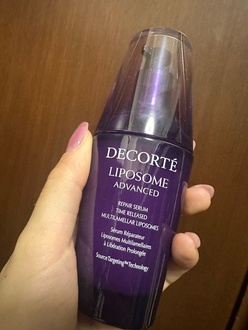 DECORTÉ
LIPOSOME
ADVANCED
REPAIR SERUM
TIME RELEASED
MULTILAMELLAR LIPOSOMES
Sérum Réparateur
Liposomes Multilamellaires
à Libération Prolongée
Source Targeting™ Technology